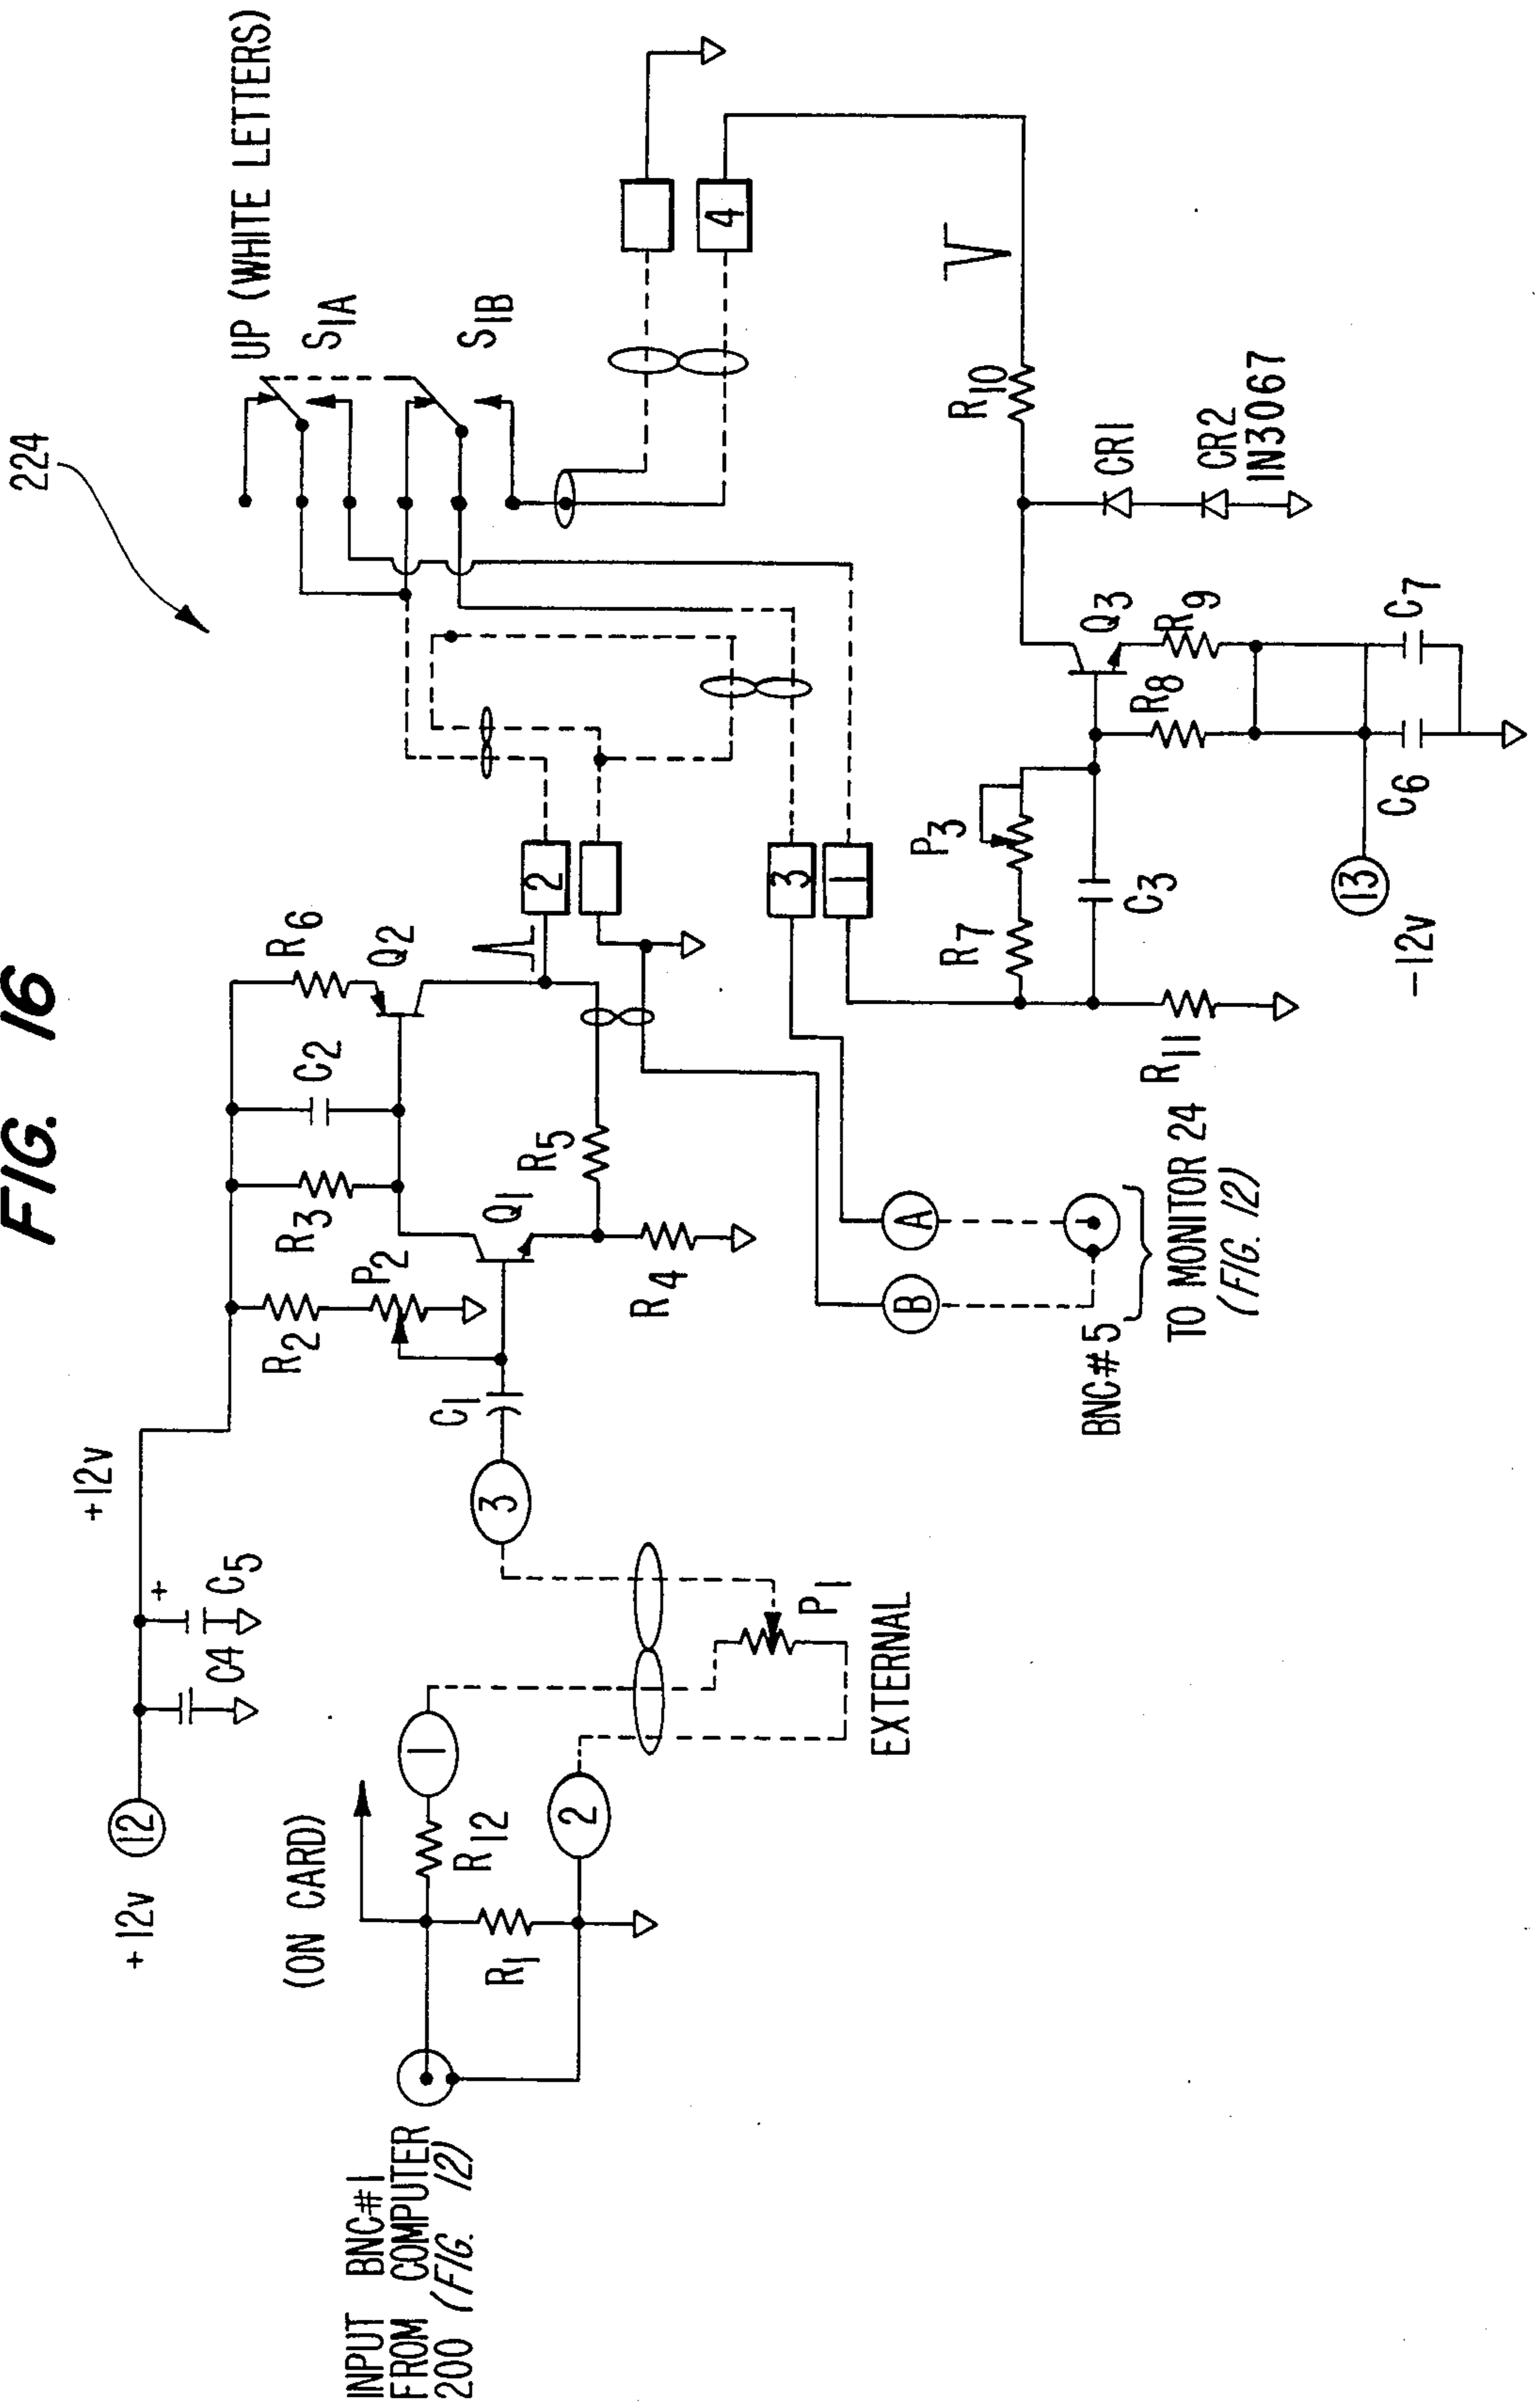 FIG. 16
224
UP (WHITE LETTERS)
S1A
S1B
+12v
12
+12v
C4
C5
+
R2
R3
C2
R6
P2
Q1
Q2
(ON CARD)
INPUT BNC#1
FROM COMPUTER
200 (FIG. 12)
R12
R1
1
2
3
C1
P1
EXTERNAL
R4
R5
2
3
1
4
B
A
BNC#5
TO MONITOR 24
(FIG. 12)
R11
R7
P3
C3
R8
Q3
R9
R10
CR1
CR2
1N3067
13
-12v
C6
C7